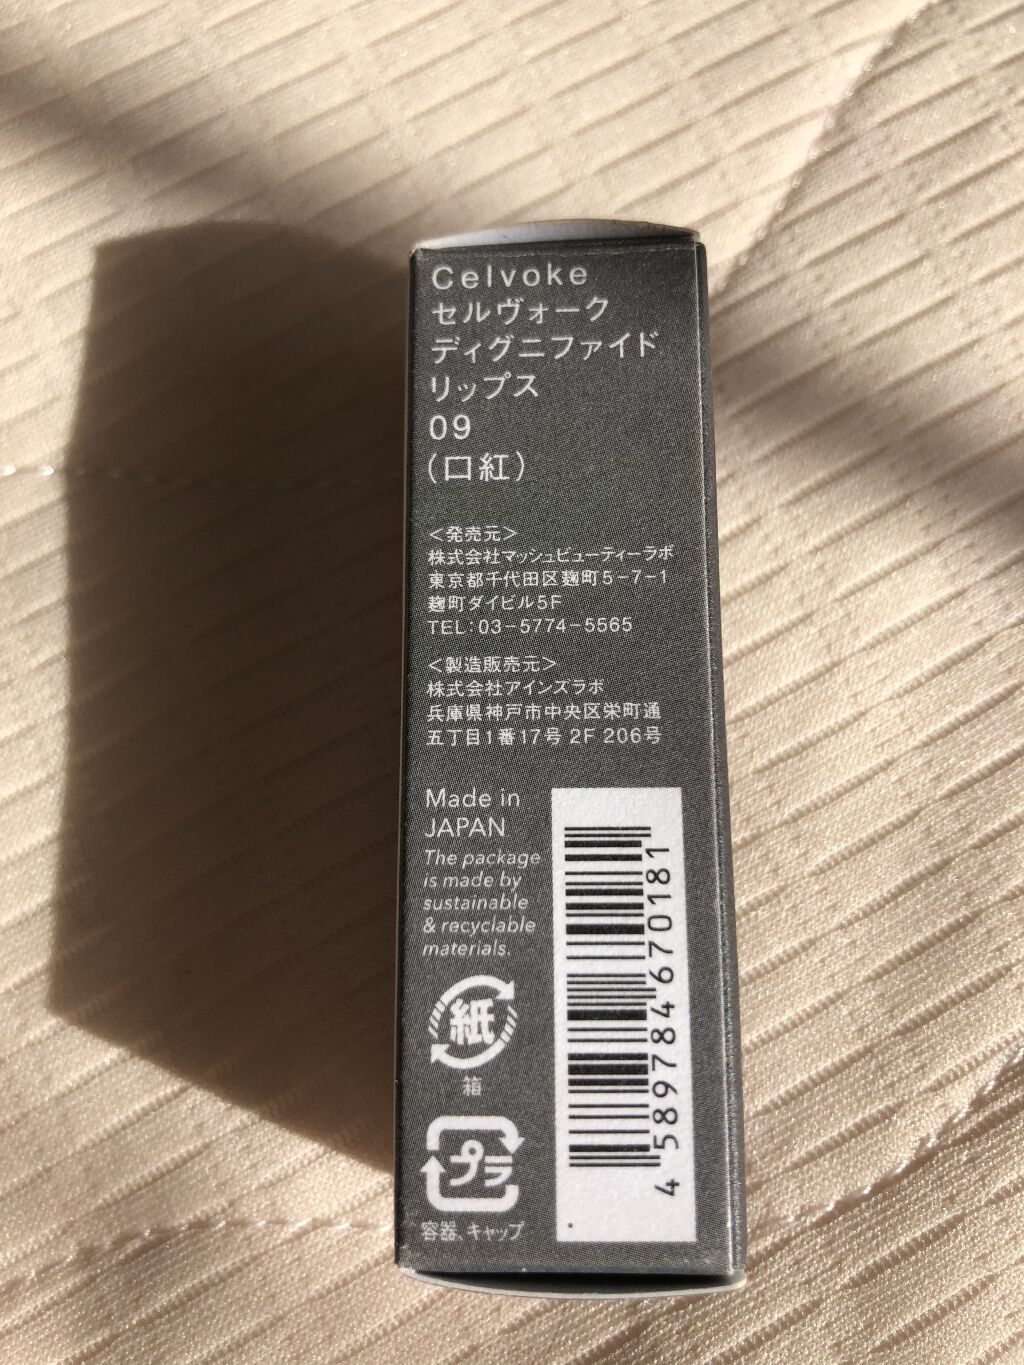 Celvoke
セルヴォーク
ディグニファイド
リップス
09
(口紅)
<発売元>
株式会社マッシュビューティーラボ
東京都千代田区麹町5-7-1
麹町ダイビル5F
TEL:03-5774-5565
<製造販売元>
株式会社アインズラボ
兵庫県神戸市中央区栄町通
五丁目1番17号 2F 206号
Made in
JAPAN
The package
is made by
sustainable
& recyclable
materials.
紙
箱
プラ
容器、キャップ
4 589784 670181